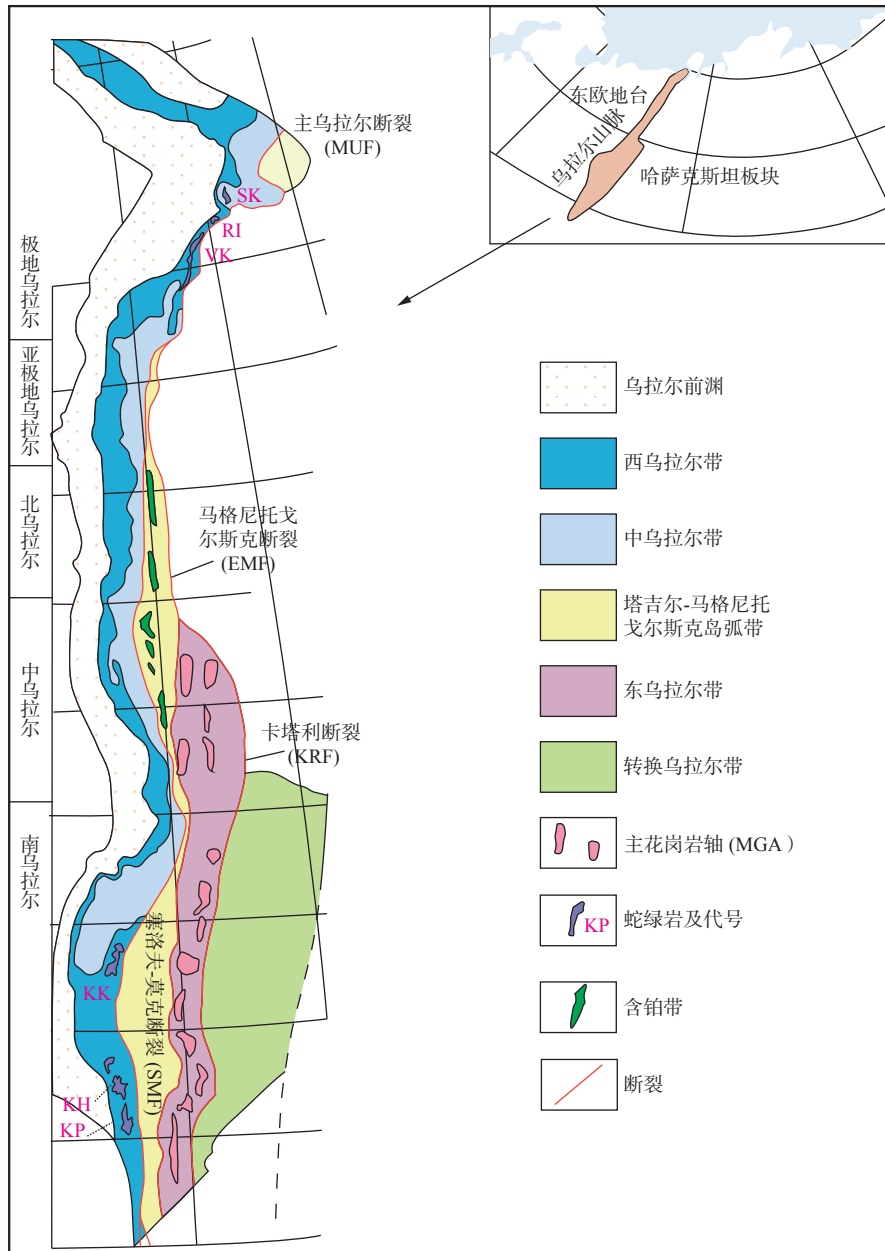 东欧地台
乌拉尔山脉
哈萨克斯坦板块
主乌拉尔断裂
(MUF)
SK
RI
VK
极地乌拉尔
亚极地乌拉尔
北乌拉尔
中乌拉尔
南乌拉尔
马格尼托戈
尔斯克断裂
(EMF)
卡塔利断裂
(KRF)
塞洛夫-莫克断裂 (SMF)
KK
KH
KP
乌拉尔前渊
西乌拉尔带
中乌拉尔带
塔吉尔-马格尼托
戈尔斯克岛弧带
东乌拉尔带
转换乌拉尔带
主花岗岩轴 (MGA）
KP
蛇绿岩及代号
含铂带
断裂